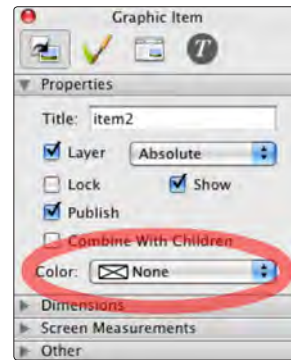 Graphic Item
T
Properties
Title: item2
Layer Absolute
Lock Show
Publish
Combine With Children
Color: None
Dimensions
Screen Measurements
Other